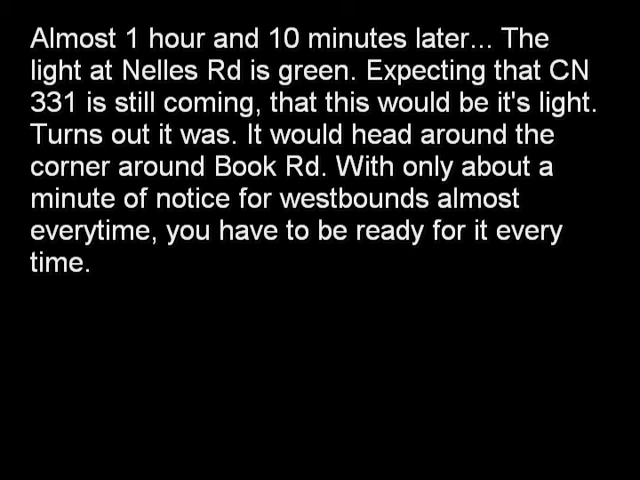 Almost 1 hour and 10 minutes later... The
light at Nelles Rd is green. Expecting that CN
331 is still coming, that this would be it's light.
Turns out it was. It would head around the
corner around Book Rd. With only about a
minute of notice for westbounds almost
everytime, you have to be ready for it every
time.